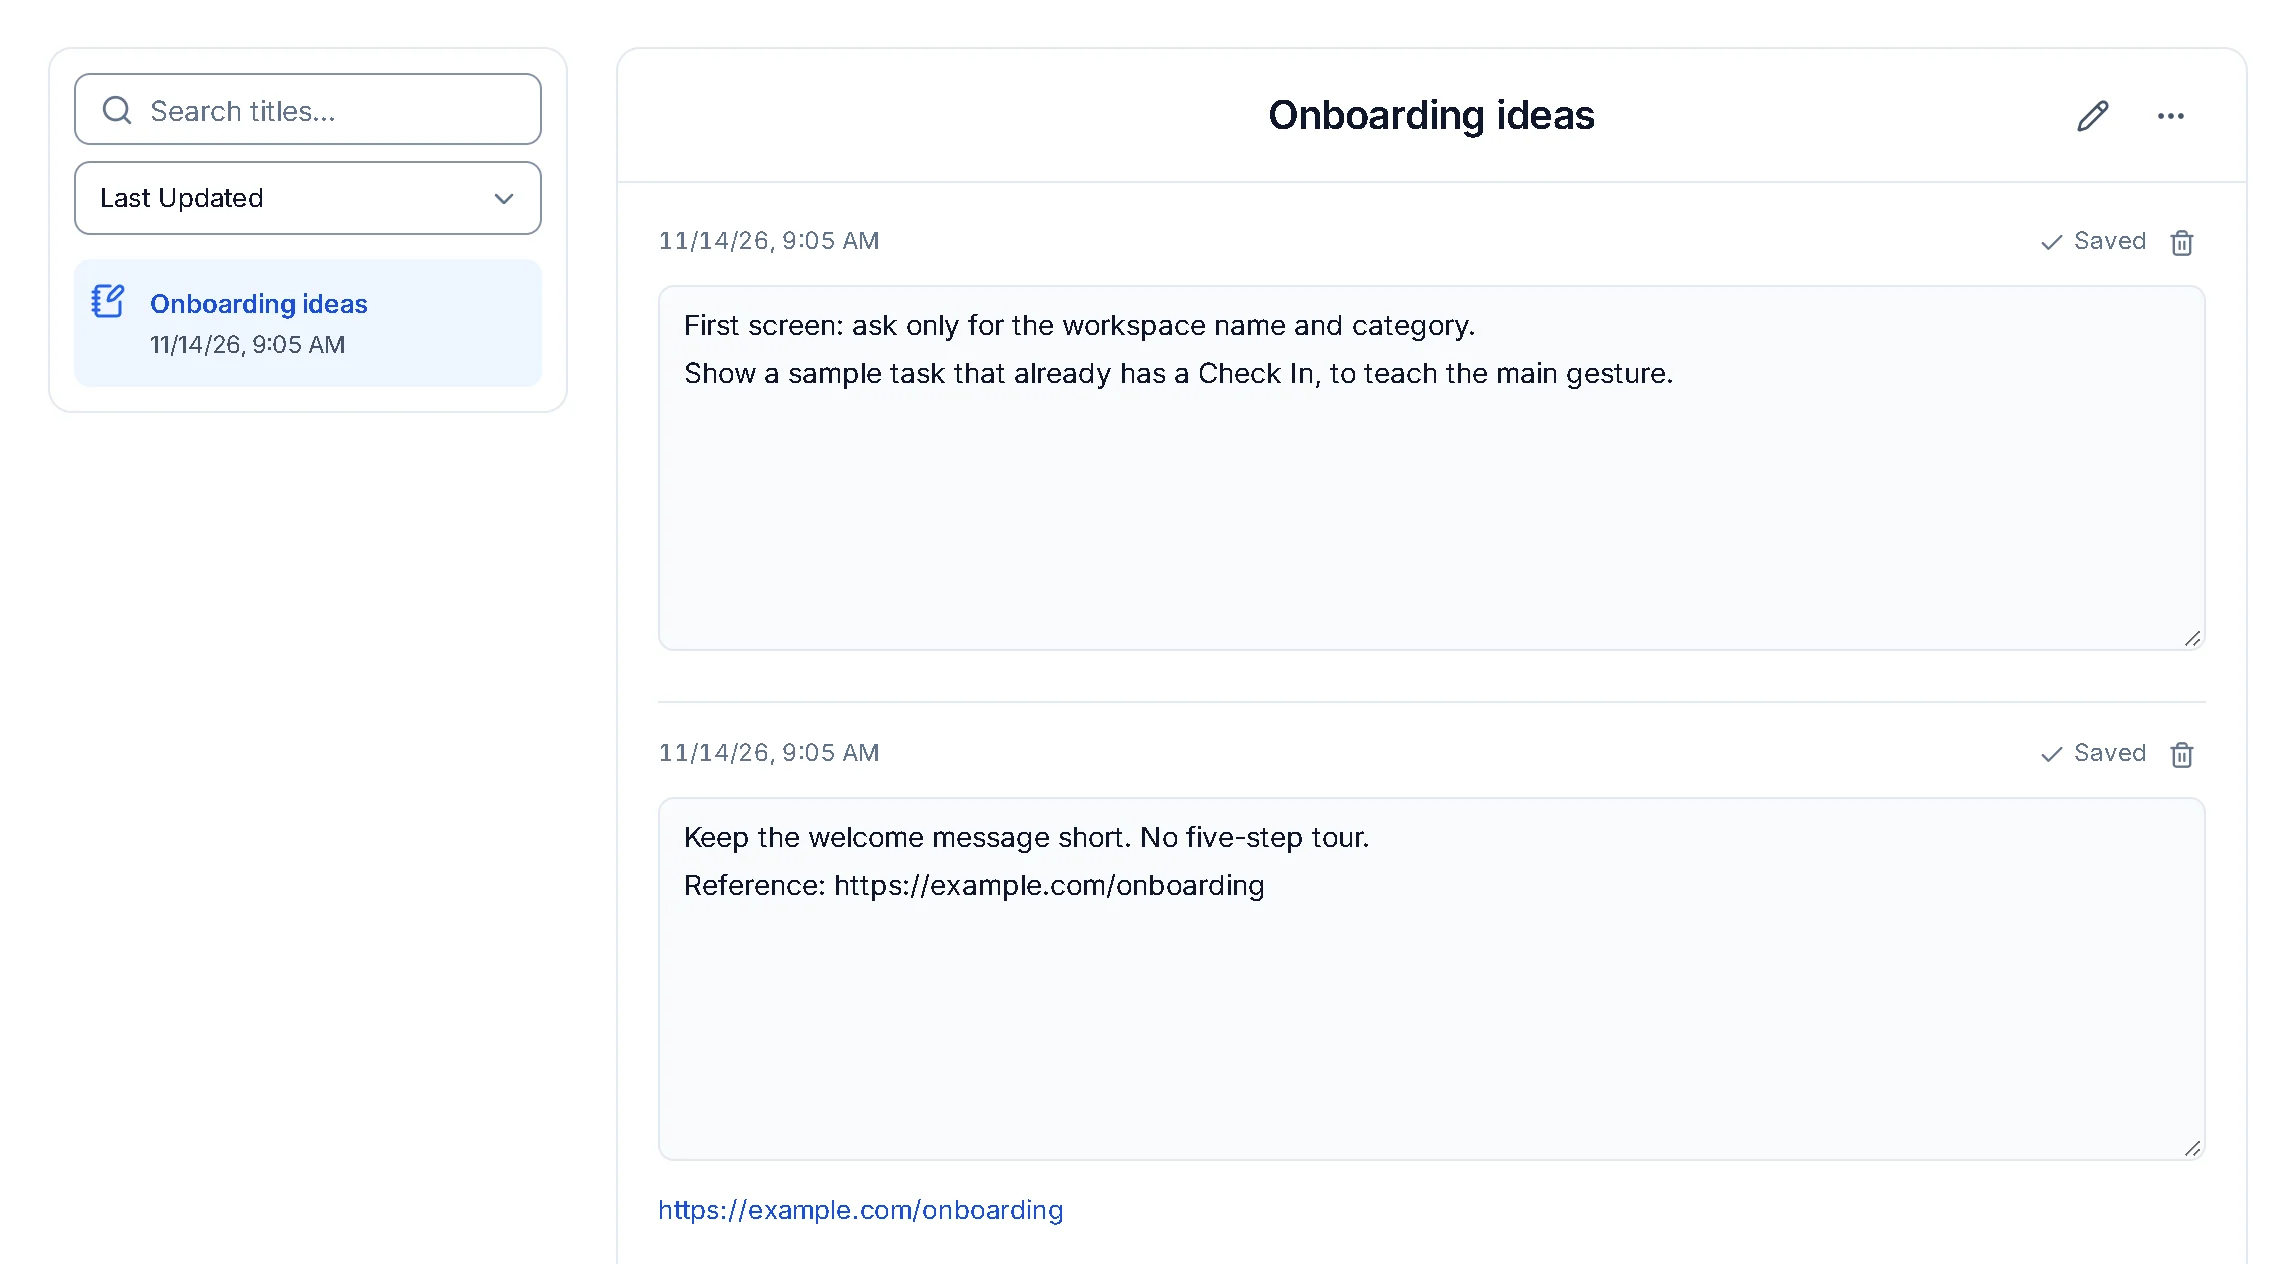 Search titles...
Last Updated
Onboarding ideas
11/14/26, 9:05 AM
Onboarding ideas
11/14/26, 9:05 AM
Saved
First screen: ask only for the workspace name and category.
Show a sample task that already has a Check In, to teach the main gesture.
11/14/26, 9:05 AM
Saved
Keep the welcome message short. No five-step tour.
Reference: https://example.com/onboarding
https://example.com/onboarding